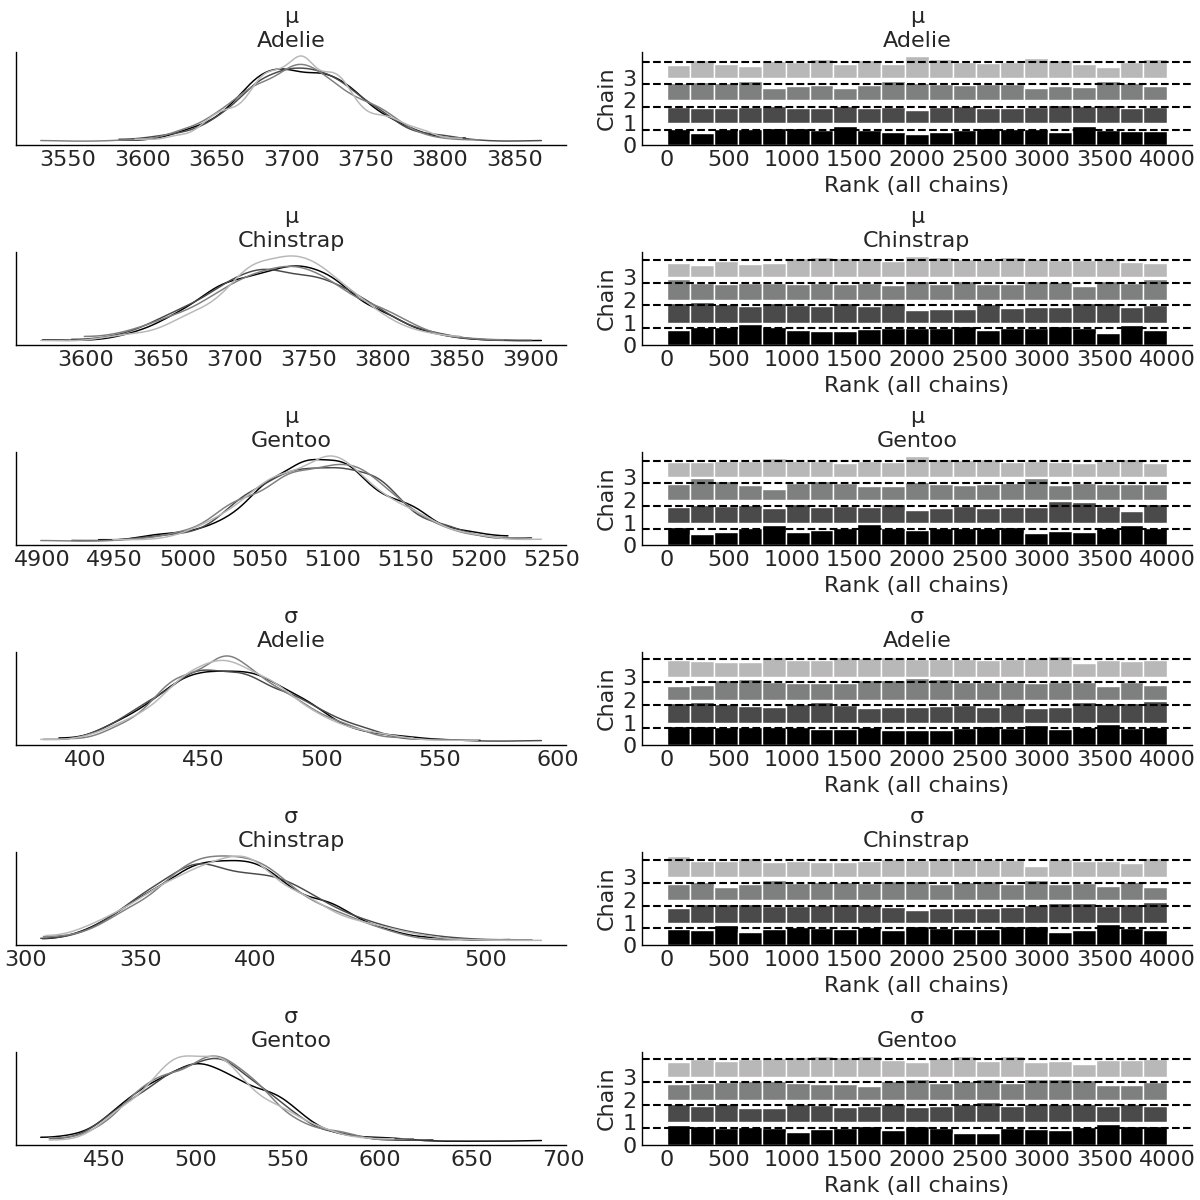 μ
Adelie
3550 3600 3650 3700 3750 3800 3850
μ
Adelie
Chain
3
2
1
0
0 500 1000 1500 2000 2500 3000 3500 4000
Rank (all chains)
μ
Chinstrap
3600 3650 3700 3750 3800 3850 3900
μ
Chinstrap
Chain
3
2
1
0
0 500 1000 1500 2000 2500 3000 3500 4000
Rank (all chains)
μ
Gentoo
4900 4950 5000 5050 5100 5150 5200 5250
μ
Gentoo
Chain
3
2
1
0
0 500 1000 1500 2000 2500 3000 3500 4000
Rank (all chains)
σ
Adelie
400 450 500 550 600
σ
Adelie
Chain
3
2
1
0
0 500 1000 1500 2000 2500 3000 3500 4000
Rank (all chains)
σ
Chinstrap
300 350 400 450 500
σ
Chinstrap
Chain
3
2
1
0
0 500 1000 1500 2000 2500 3000 3500 4000
Rank (all chains)
σ
Gentoo
450 500 550 600 650 700
σ
Gentoo
Chain
3
2
1
0
0 500 1000 1500 2000 2500 3000 3500 4000
Rank (all chains)